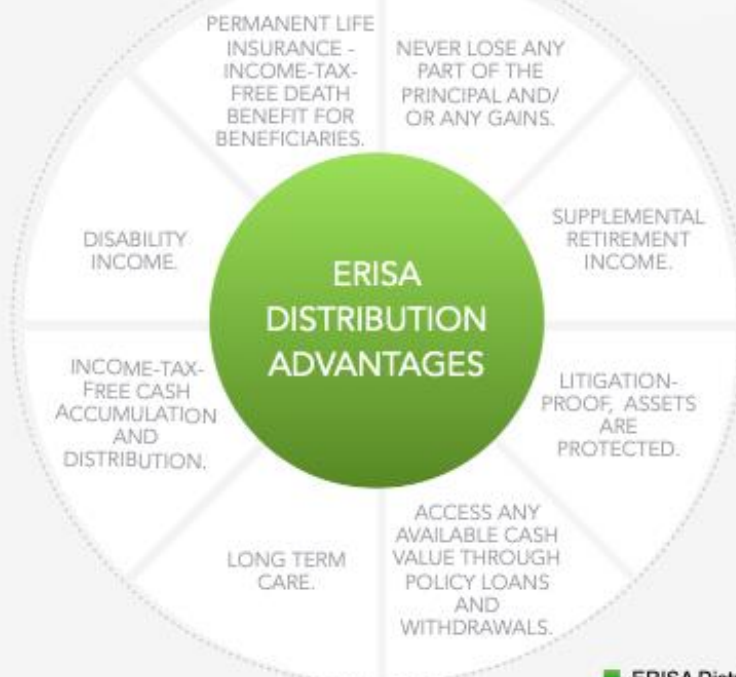 PERMANENT LIFE
INSURANCE -
INCOME-TAX-
FREE DEATH
BENEFIT FOR
BENEFICIARIES.
NEVER LOSE ANY
PART OF THE
PRINCIPAL AND/
OR ANY GAINS.
DISABILITY
INCOME.
SUPPLEMENTAL
RETIREMENT
INCOME.
ERISA
DISTRIBUTION
ADVANTAGES
INCOME-TAX-
FREE CASH
ACCUMULATION
AND
DISTRIBUTION.
LITIGATION-
PROOF, ASSETS
ARE
PROTECTED.
LONG TERM
CARE.
ACCESS ANY
AVAILABLE CASH
VALUE THROUGH
POLICY LOANS
AND
WITHDRAWALS.
ERISA